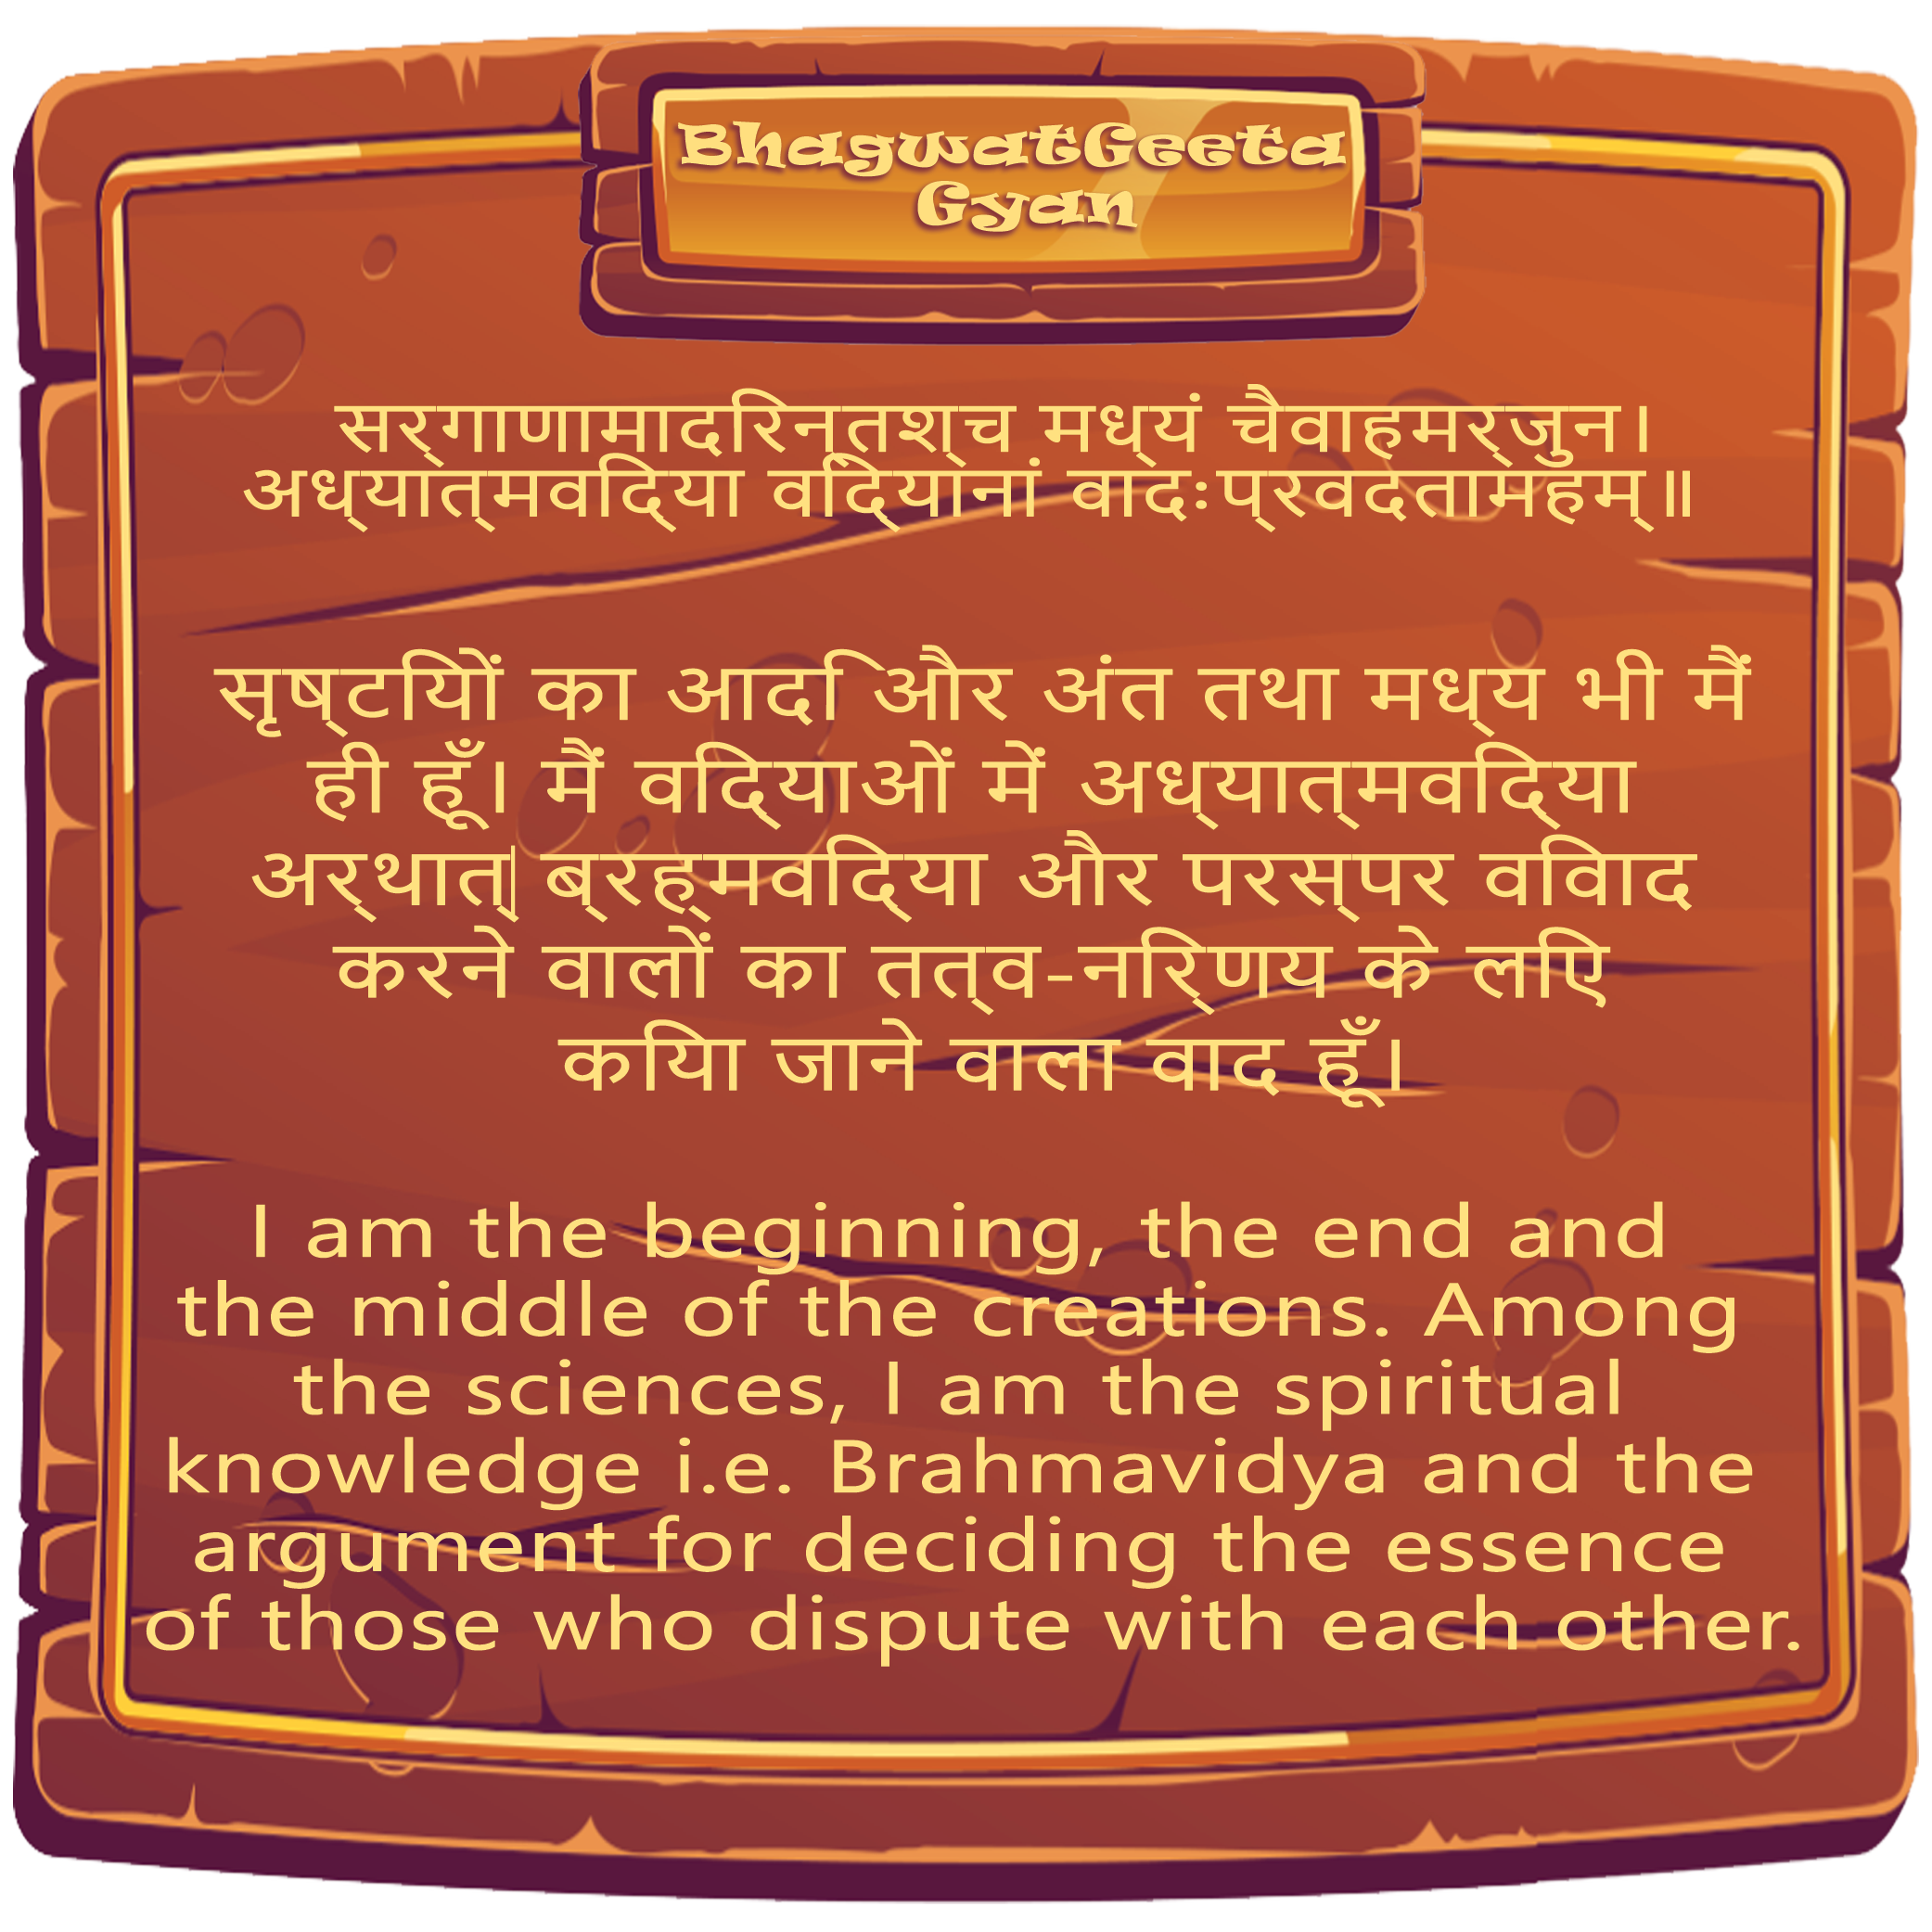 BhagwatGeeta
Gyan
सर्गाणामादिरन्तश्च मध्यं चैवाहमर्जुन।
अध्यात्मविद्या विद्यानां वादःप्रवदतामहम्॥
सृष्टियों का आदि और अंत तथा मध्य भी मैं
ही हूँ। मैं विद्याओं में अध्यात्मविद्या
अर्थात्| ब्रह्मविद्या और परस्पर विवाद
करने वालों का तत्व-निर्णय के लिए
किया जाने वाला वाद हूँ।
I am the beginning, the end and
the middle of the creations. Among
the sciences, I am the spiritual
knowledge i.e. Brahmavidya and the
argument for deciding the essence
of those who dispute with each other.